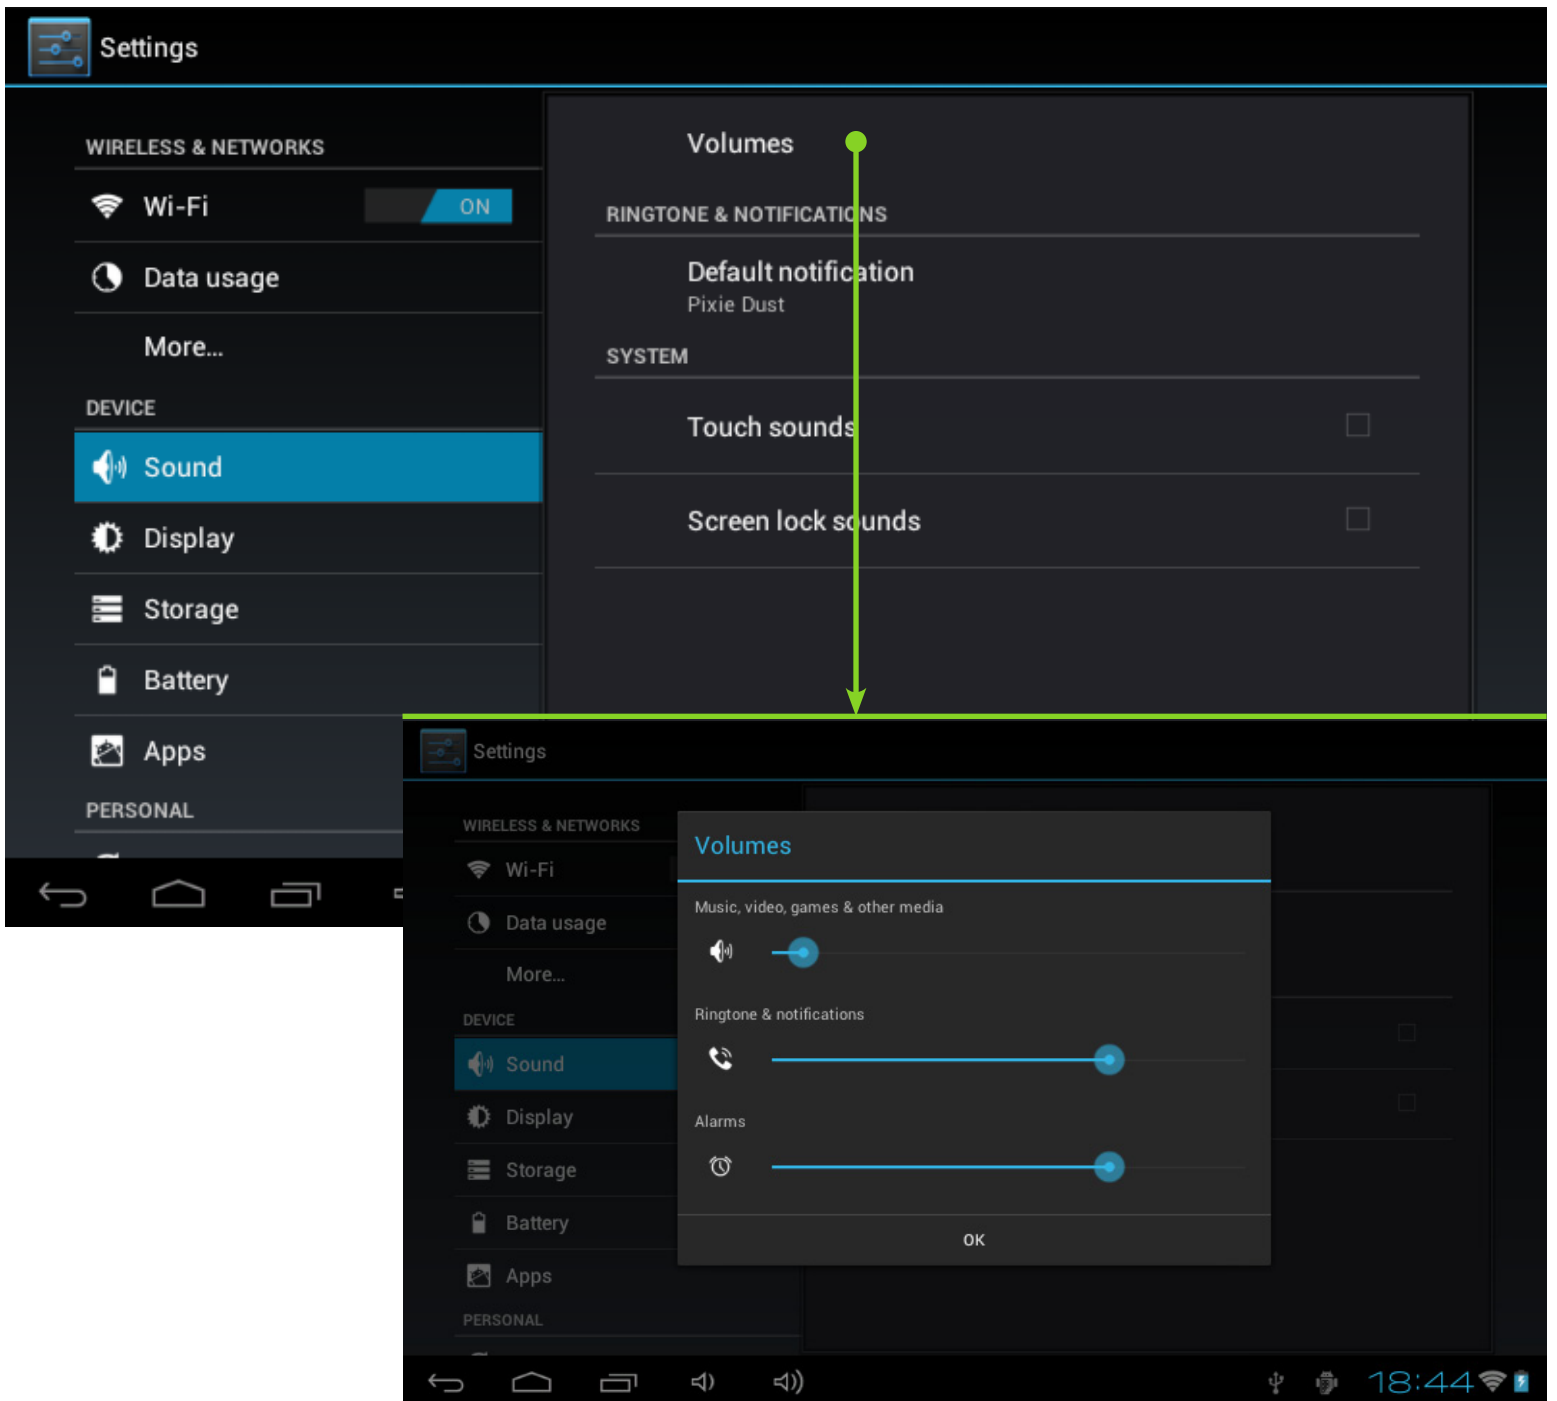 Settings
WIRELESS & NETWORKS
Wi-Fi
ON
Data usage
More...
DEVICE
Sound
Display
Storage
Battery
Apps
PERSONAL
Volumes
RINGTONE & NOTIFICATIONS
Default notification
Pixie Dust
SYSTEM
Touch sounds
Screen lock sounds
Settings
WIRELESS & NETWORKS
Wi-Fi
Data usage
More...
DEVICE
Sound
Display
Storage
Battery
Apps
PERSONAL
Volumes
Music, video, games & other media
Ringtone & notifications
Alarms
OK
18:44